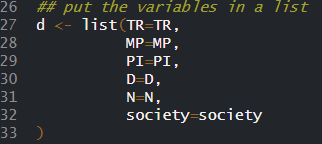 26 ## put the variables in a list
27 d <- list(TR=TR,
28 MP=MP,
29 PI=PI,
30 D=D,
31 N=N,
32 society=society
33 )